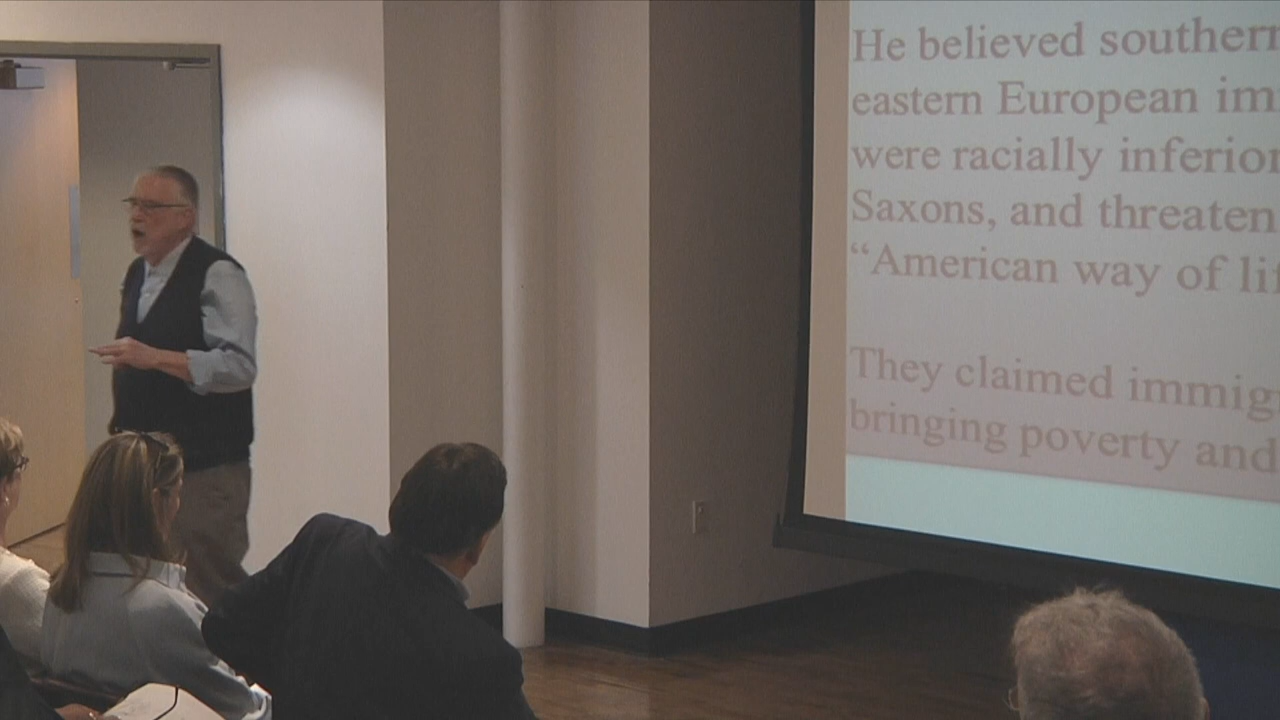 He believed southern
eastern European im
were racially inferior
Saxons, and threaten
“American way of lif
They claimed immig
bringing poverty and